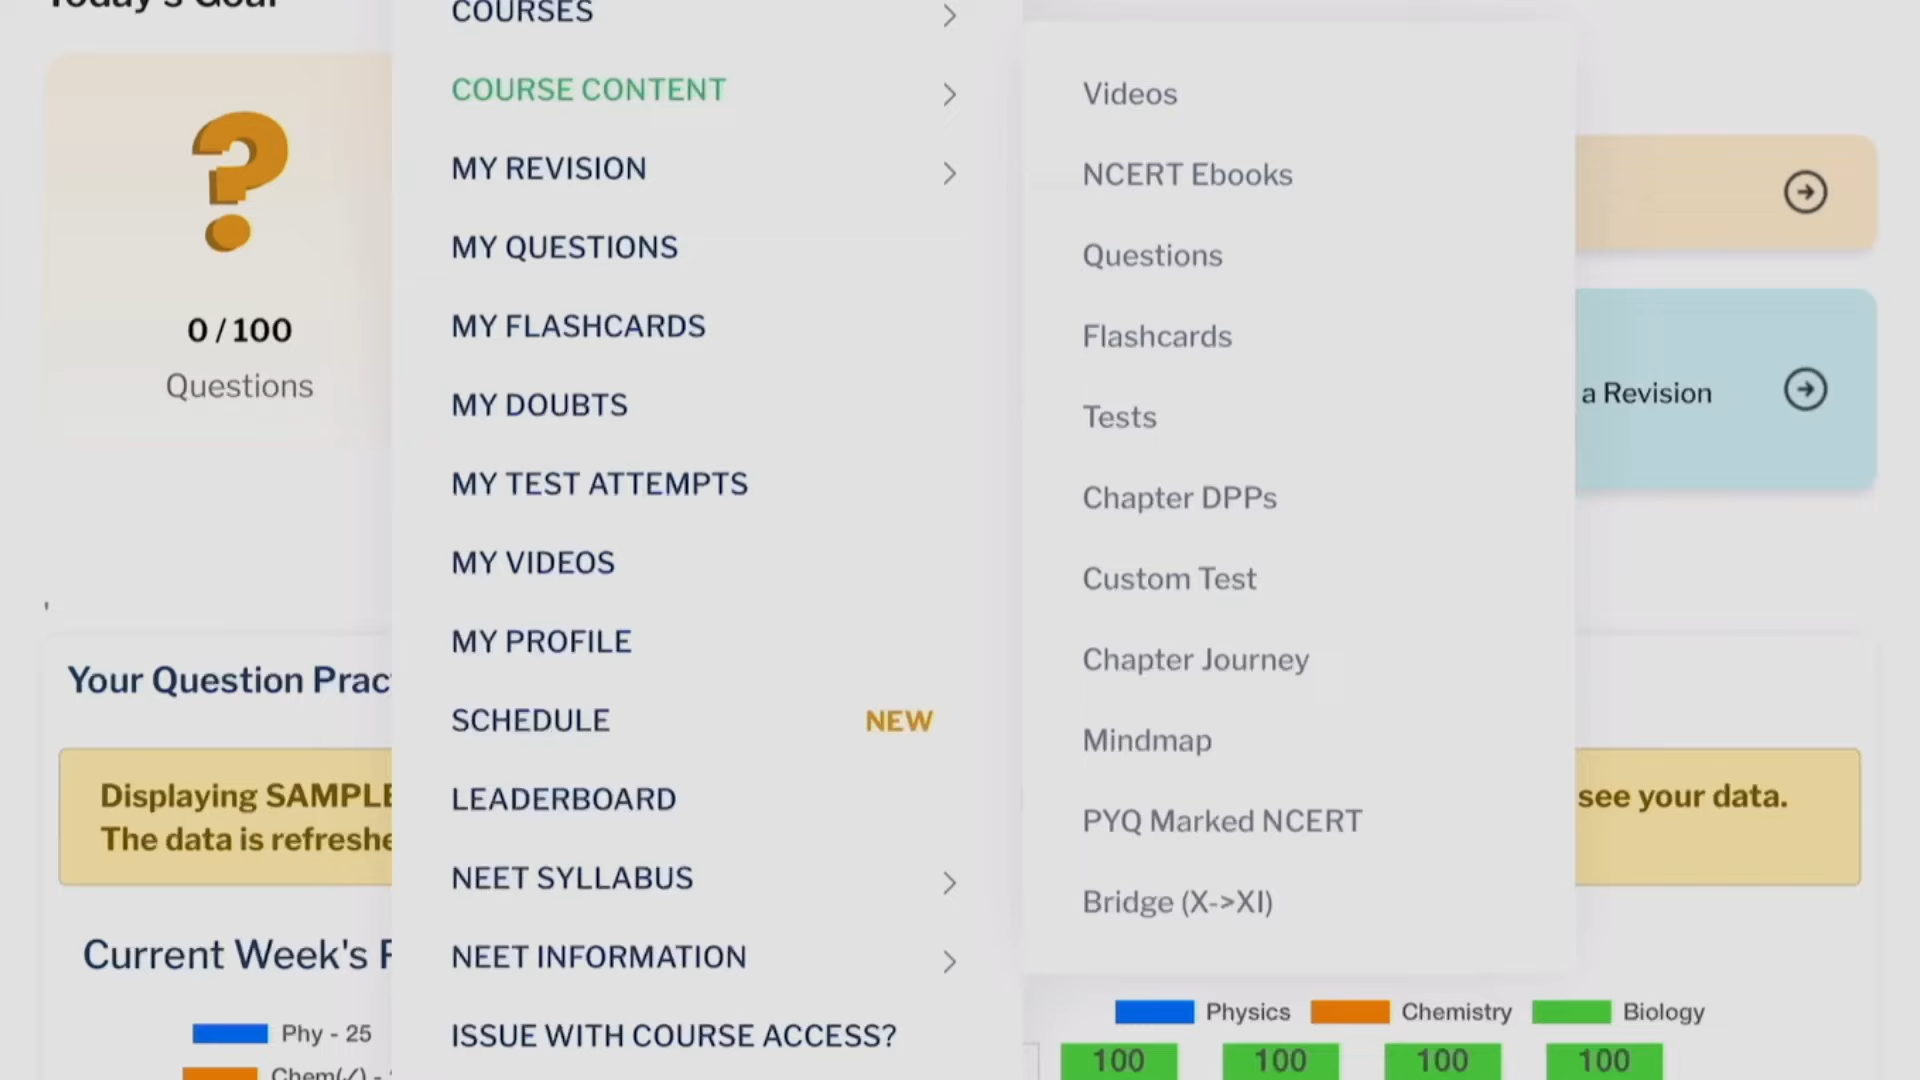 Today's Goal
0 / 100
Questions
Your Question Prac
Displaying SAMPLE
The data is refreshe
Current Week's
Phy - 25
Chem(✓) -
COURSES
COURSE CONTENT
MY REVISION
MY QUESTIONS
MY FLASHCARDS
MY DOUBTS
MY TEST ATTEMPTS
MY VIDEOS
MY PROFILE
SCHEDULE NEW
LEADERBOARD
NEET SYLLABUS
NEET INFORMATION
ISSUE WITH COURSE ACCESS?
Videos
NCERT Ebooks
Questions
Flashcards
Tests
Chapter DPPs
Custom Test
Chapter Journey
Mindmap
PYQ Marked NCERT
Bridge (X->XI)
a Revision
see your data.
Physics Chemistry Biology
100 100 100 100